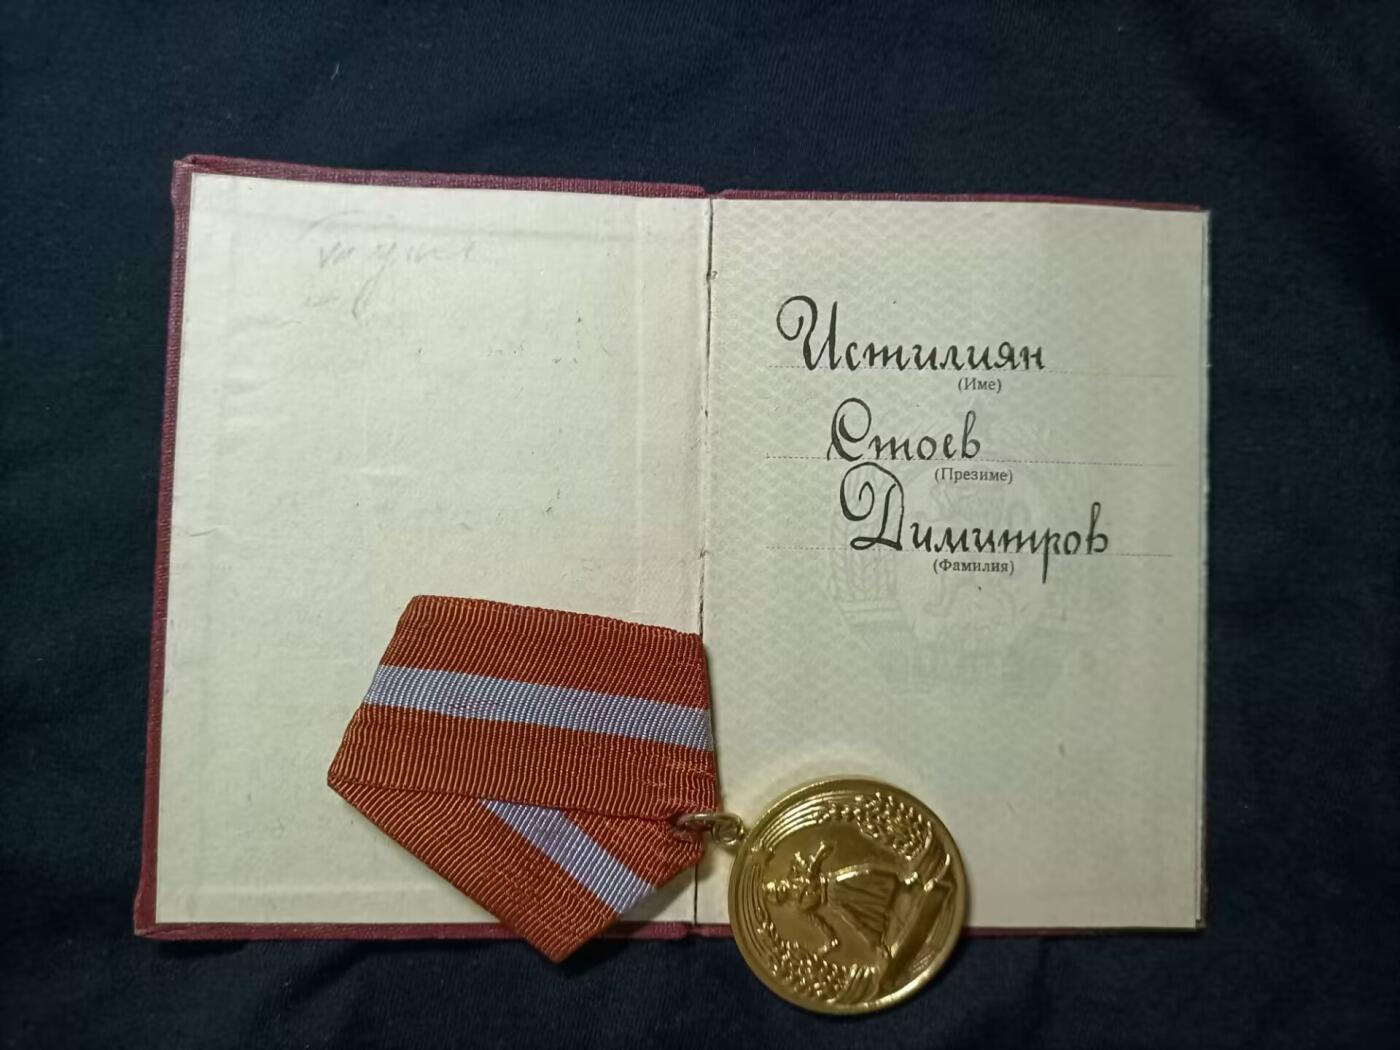 Истилиян
(Име)
Стоев
(Презиме)
Димитров
(Фамилия)